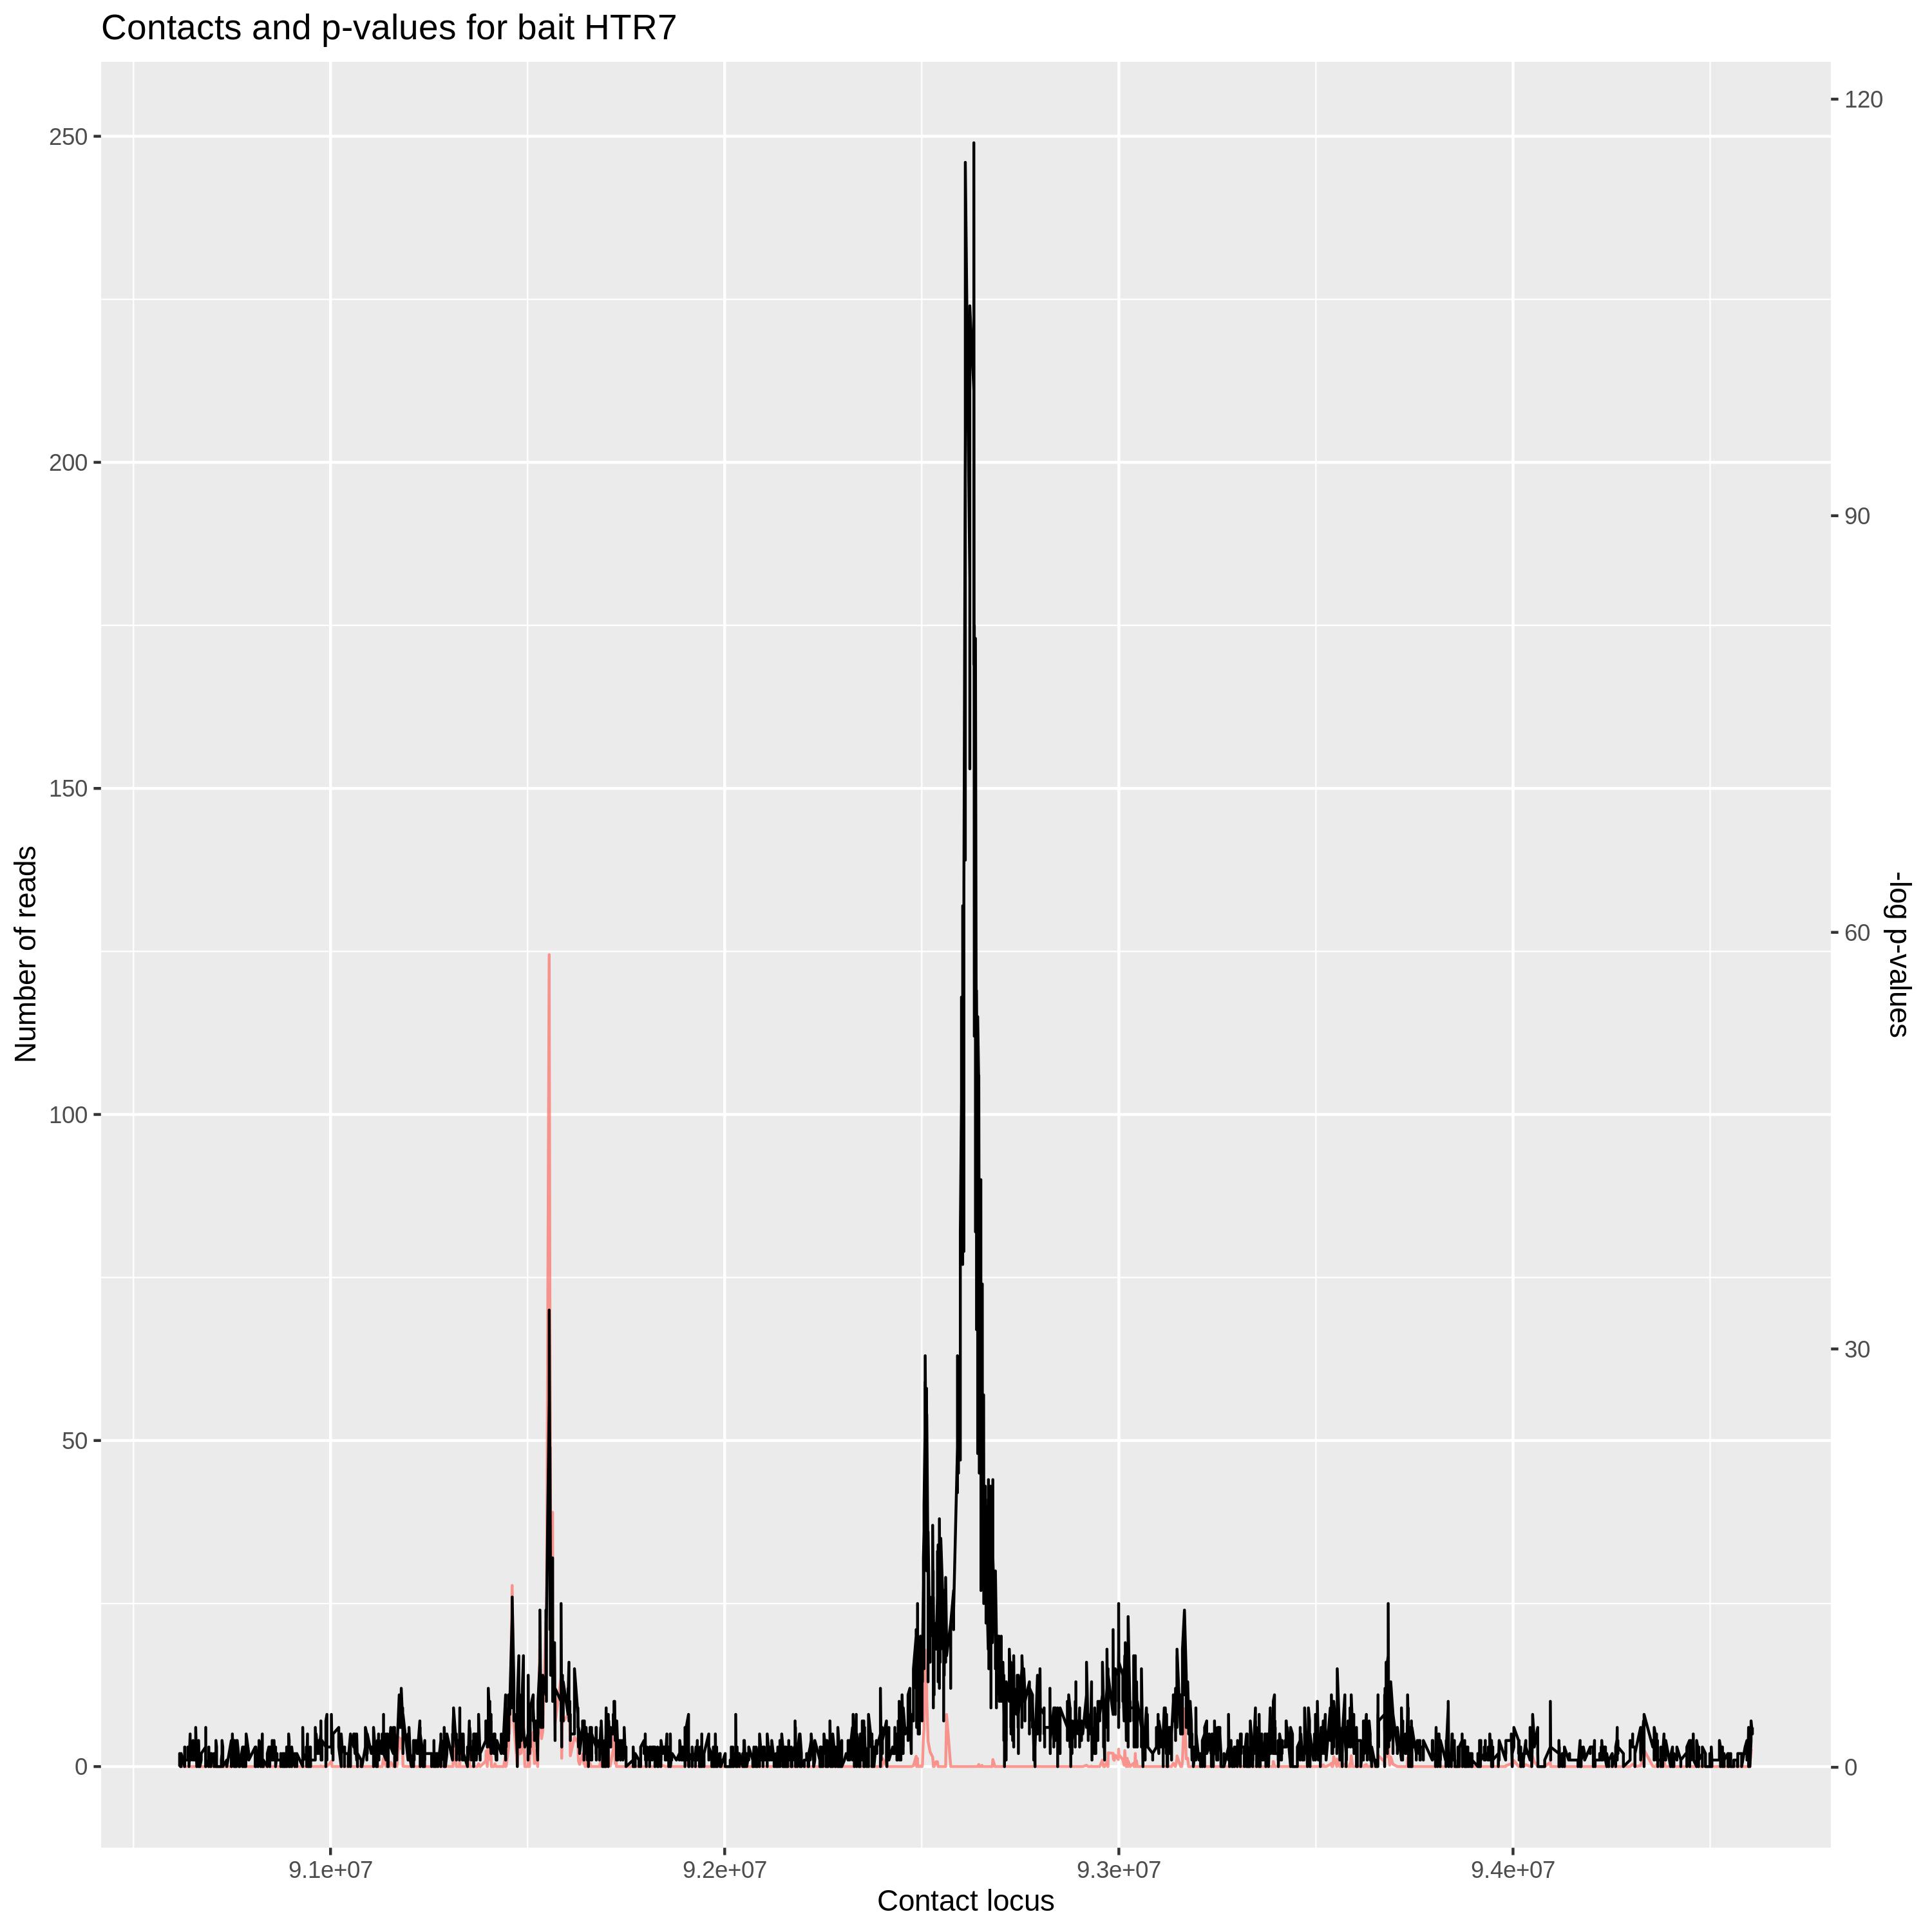 Contacts and p-values for bait HTR7
250
200
150
100
50
0
Number of reads
120
90
60
30
0
-log p-values
9.1e+07
9.2e+07
9.3e+07
9.4e+07
Contact locus